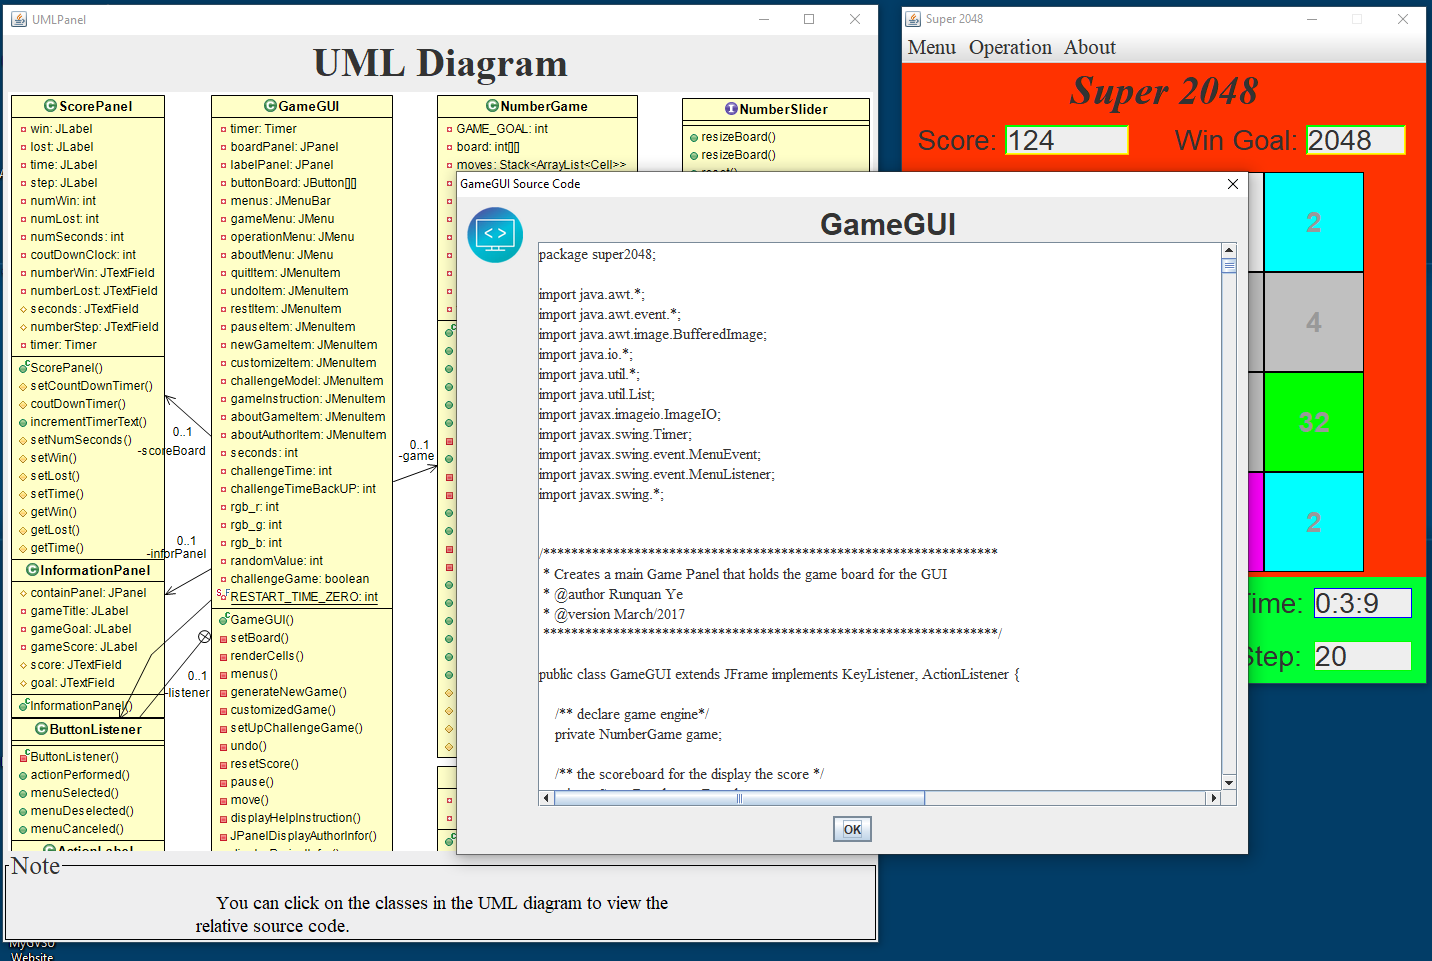 UMLPanel
UML Diagram
ScorePanel
win: JLabel
lost: JLabel
time: JLabel
step: JLabel
numWin: int
numLost: int
numSeconds: int
coutDownClock: int
numberWin: JTextField
numberLost: JTextField
seconds: JTextField
numberStep: JTextField
timer: Timer
ScorePanel()
setCountDownTimer()
coutDownTimer()
incrementTimerText()
setNumSeconds()
setWin()
setLost()
setTime()
getWin()
getLost()
getTime()
InformationPanel
containPanel: JPanel
gameTitle: JLabel
gameGoal: JLabel
gameScore: JLabel
score: JTextField
goal: JTextField
InformationPanel()
ButtonListener
ButtonListener()
actionPerformed()
menuSelected()
menuDeselected()
menuCanceled()
ActionLabel
0..1
-scoreBoard
0..1
-inforPanel
0..1
-listener
GameGUI
timer: Timer
boardPanel: JPanel
labelPanel: JPanel
buttonBoard: JButton[][]
menus: JMenuBar
gameMenu: JMenu
operationMenu: JMenu
aboutMenu: JMenu
quitItem: JMenuItem
undoItem: JMenuItem
restItem: JMenuItem
pauseItem: JMenuItem
newGameItem: JMenuItem
customizeItem: JMenuItem
challengeModel: JMenuItem
gameInstruction: JMenuItem
aboutGameItem: JMenuItem
aboutAuthorItem: JMenuItem
seconds: int
challengeTime: int
challengeTimeBackUP: int
rgb_r: int
rgb_g: int
rgb_b: int
randomValue: int
challengeGame: boolean
RESTART_TIME_ZERO: int
GameGUI()
setBoard()
renderCells()
menus()
generateNewGame()
customizedGame()
setUpChallengeGame()
undo()
resetScore()
pause()
move()
displayHelpInstruction()
JPanelDisplayAuthorInfor()
0..1
-game
NumberGame
GAME_GOAL: int
board: int[][]
moves: Stack<ArrayList<Cell>>
NumberSlider
resizeBoard()
resizeBoard()
reset()
Note
You can click on the classes in the UML diagram to view the
relative source code.
MyGVSU
Website
GameGUI Source Code
GameGUI
package super2048;
import java.awt.*;
import java.awt.event.*;
import java.awt.image.BufferedImage;
import java.io.*;
import java.util.*;
import java.util.List;
import javax.imageio.ImageIO;
import javax.swing.Timer;
import javax.swing.event.MenuEvent;
import javax.swing.event.MenuListener;
import javax.swing.*;
/*****************************************************************
* Creates a main Game Panel that holds the game board for the GUI
* @author Runquan Ye
* @version March/2017
*****************************************************************/
public class GameGUI extends JFrame implements KeyListener, ActionListener {
/** declare game engine*/
private NumberGame game;
/** the scoreboard for the display the score */
OK
Super 2048
Menu Operation About
Super 2048
Score: 124 Win Goal: 2048
2
4
32
2
Time: 0:3:9
Step: 20